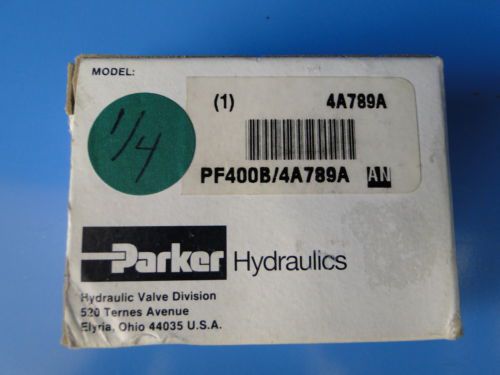 MODEL:
1/4
(1) 4A789A
PF400B/4A789A AN
Parker Hydraulics
Hydraulic Valve Division
520 Ternes Avenue
Elyria, Ohio 44035 U.S.A.